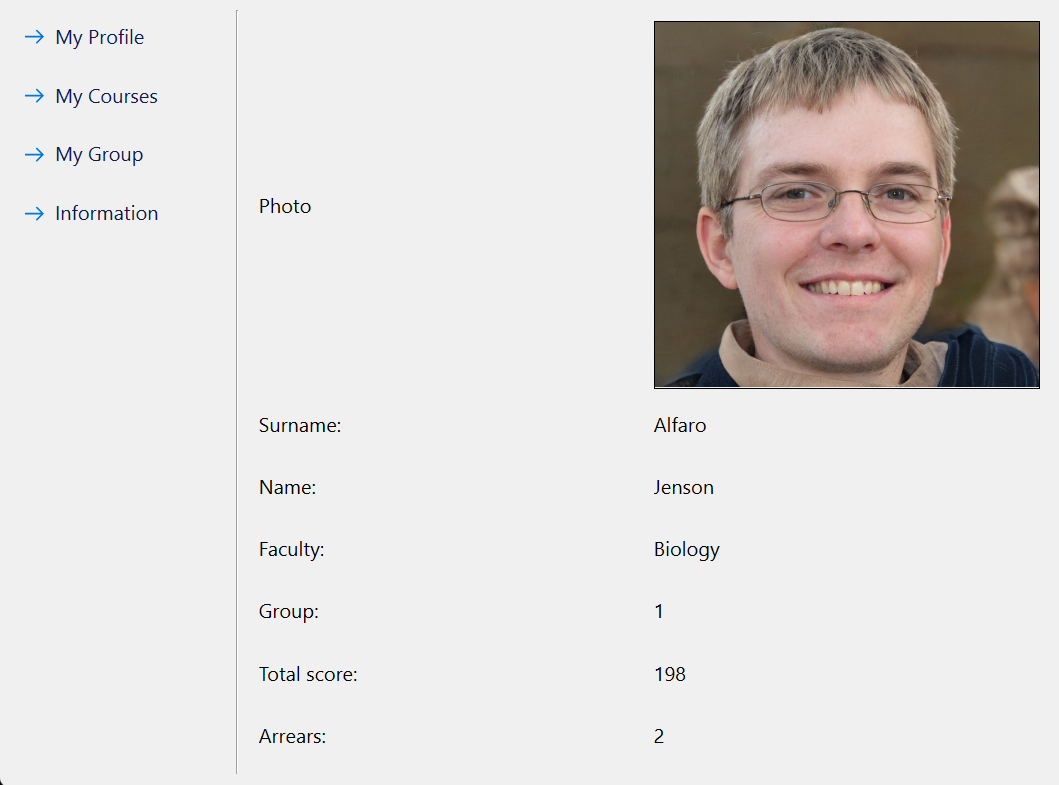 My Profile
My Courses
My Group
Information
Photo
Surname: Alfaro
Name: Jenson
Faculty: Biology
Group: 1
Total score: 198
Arrears: 2